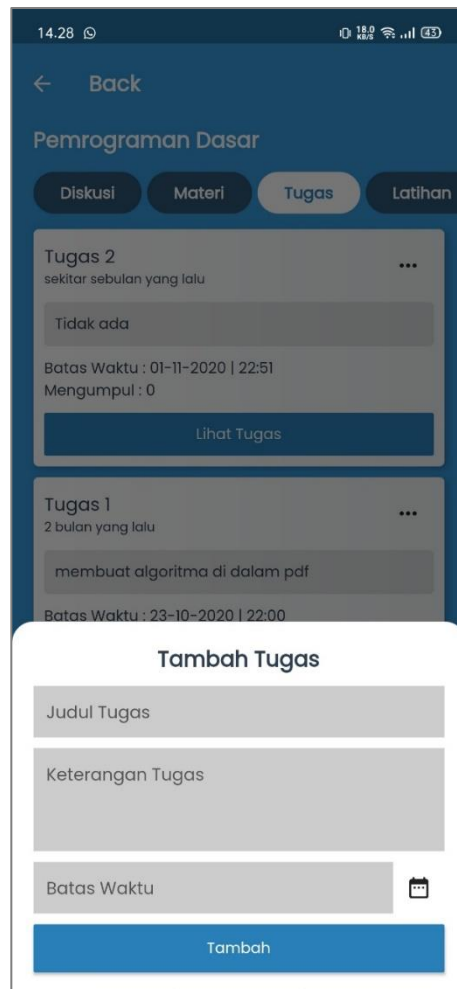 14.28
18.0
KB/S
43
Back
Pemrograman Dasar
Diskusi Materi Tugas Latihan
Tugas 2
sekitar sebulan yang lalu
Tidak ada
Batas Waktu : 01-11-2020 | 22:51
Mengumpul : 0
Lihat Tugas
Tugas 1
2 bulan yang lalu
membuat algoritma di dalam pdf
Batas Waktu : 23-10-2020 | 22:00
Tambah Tugas
Judul Tugas
Keterangan Tugas
Batas Waktu
Tambah